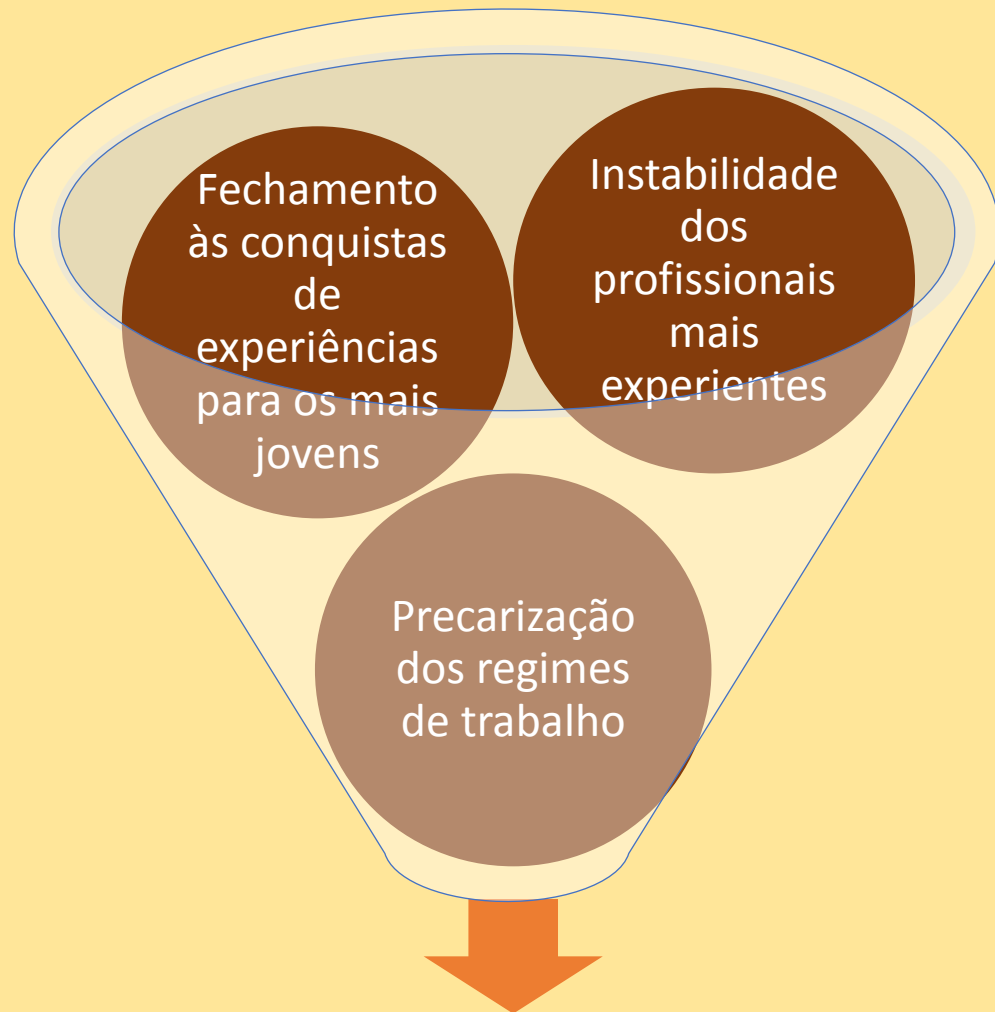 Fechamento
às conquistas
de
experiências
para os mais
jovens
Instabilidade
dos
profissionais
mais
experientes
Precarização
dos regimes
de trabalho